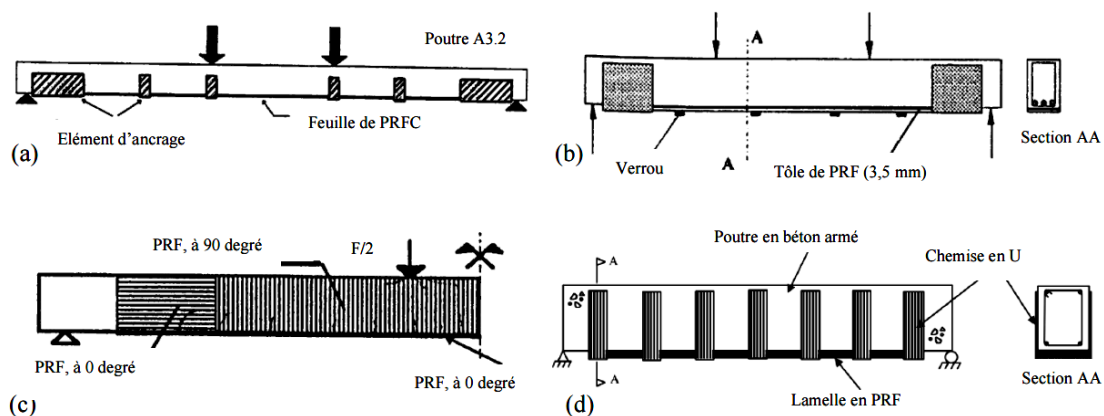 Poutre A3.2
Elément d'ancrage
Feuille de PRFC
(a)
A
A
Verrou
Tôle de PRF (3,5 mm)
Section AA
(b)
PRF, à 90 degré
F/2
PRF, à 0 degré
PRF, à 0 degré
(c)
Poutre en béton armé
Chemise en U
A
A
Lamelle en PRF
Section AA
(d)